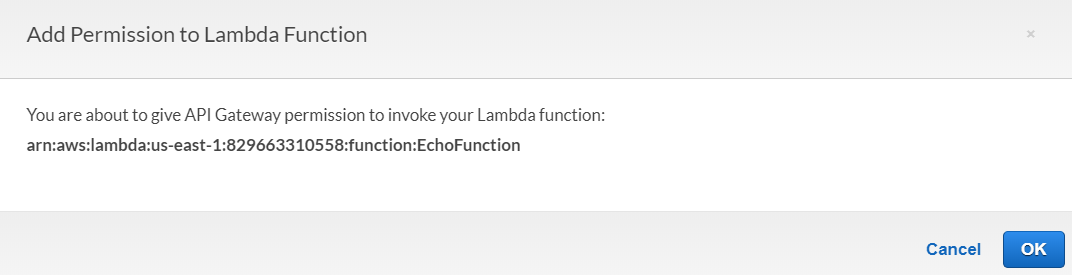 Add Permission to Lambda Function
×
You are about to give API Gateway permission to invoke your Lambda function:
arn:aws:lambda:us-east-1:829663310558:function:EchoFunction
Cancel OK